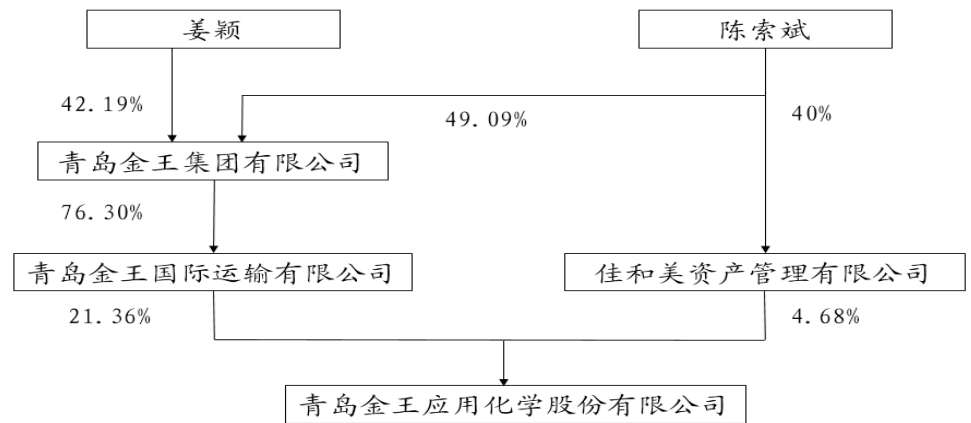 姜颖
陈索斌
42.19%
49.09%
40%
青岛金王集团有限公司
76.30%
青岛金王国际运输有限公司
佳和美资产管理有限公司
21.36%
4.68%
青岛金王应用化学股份有限公司